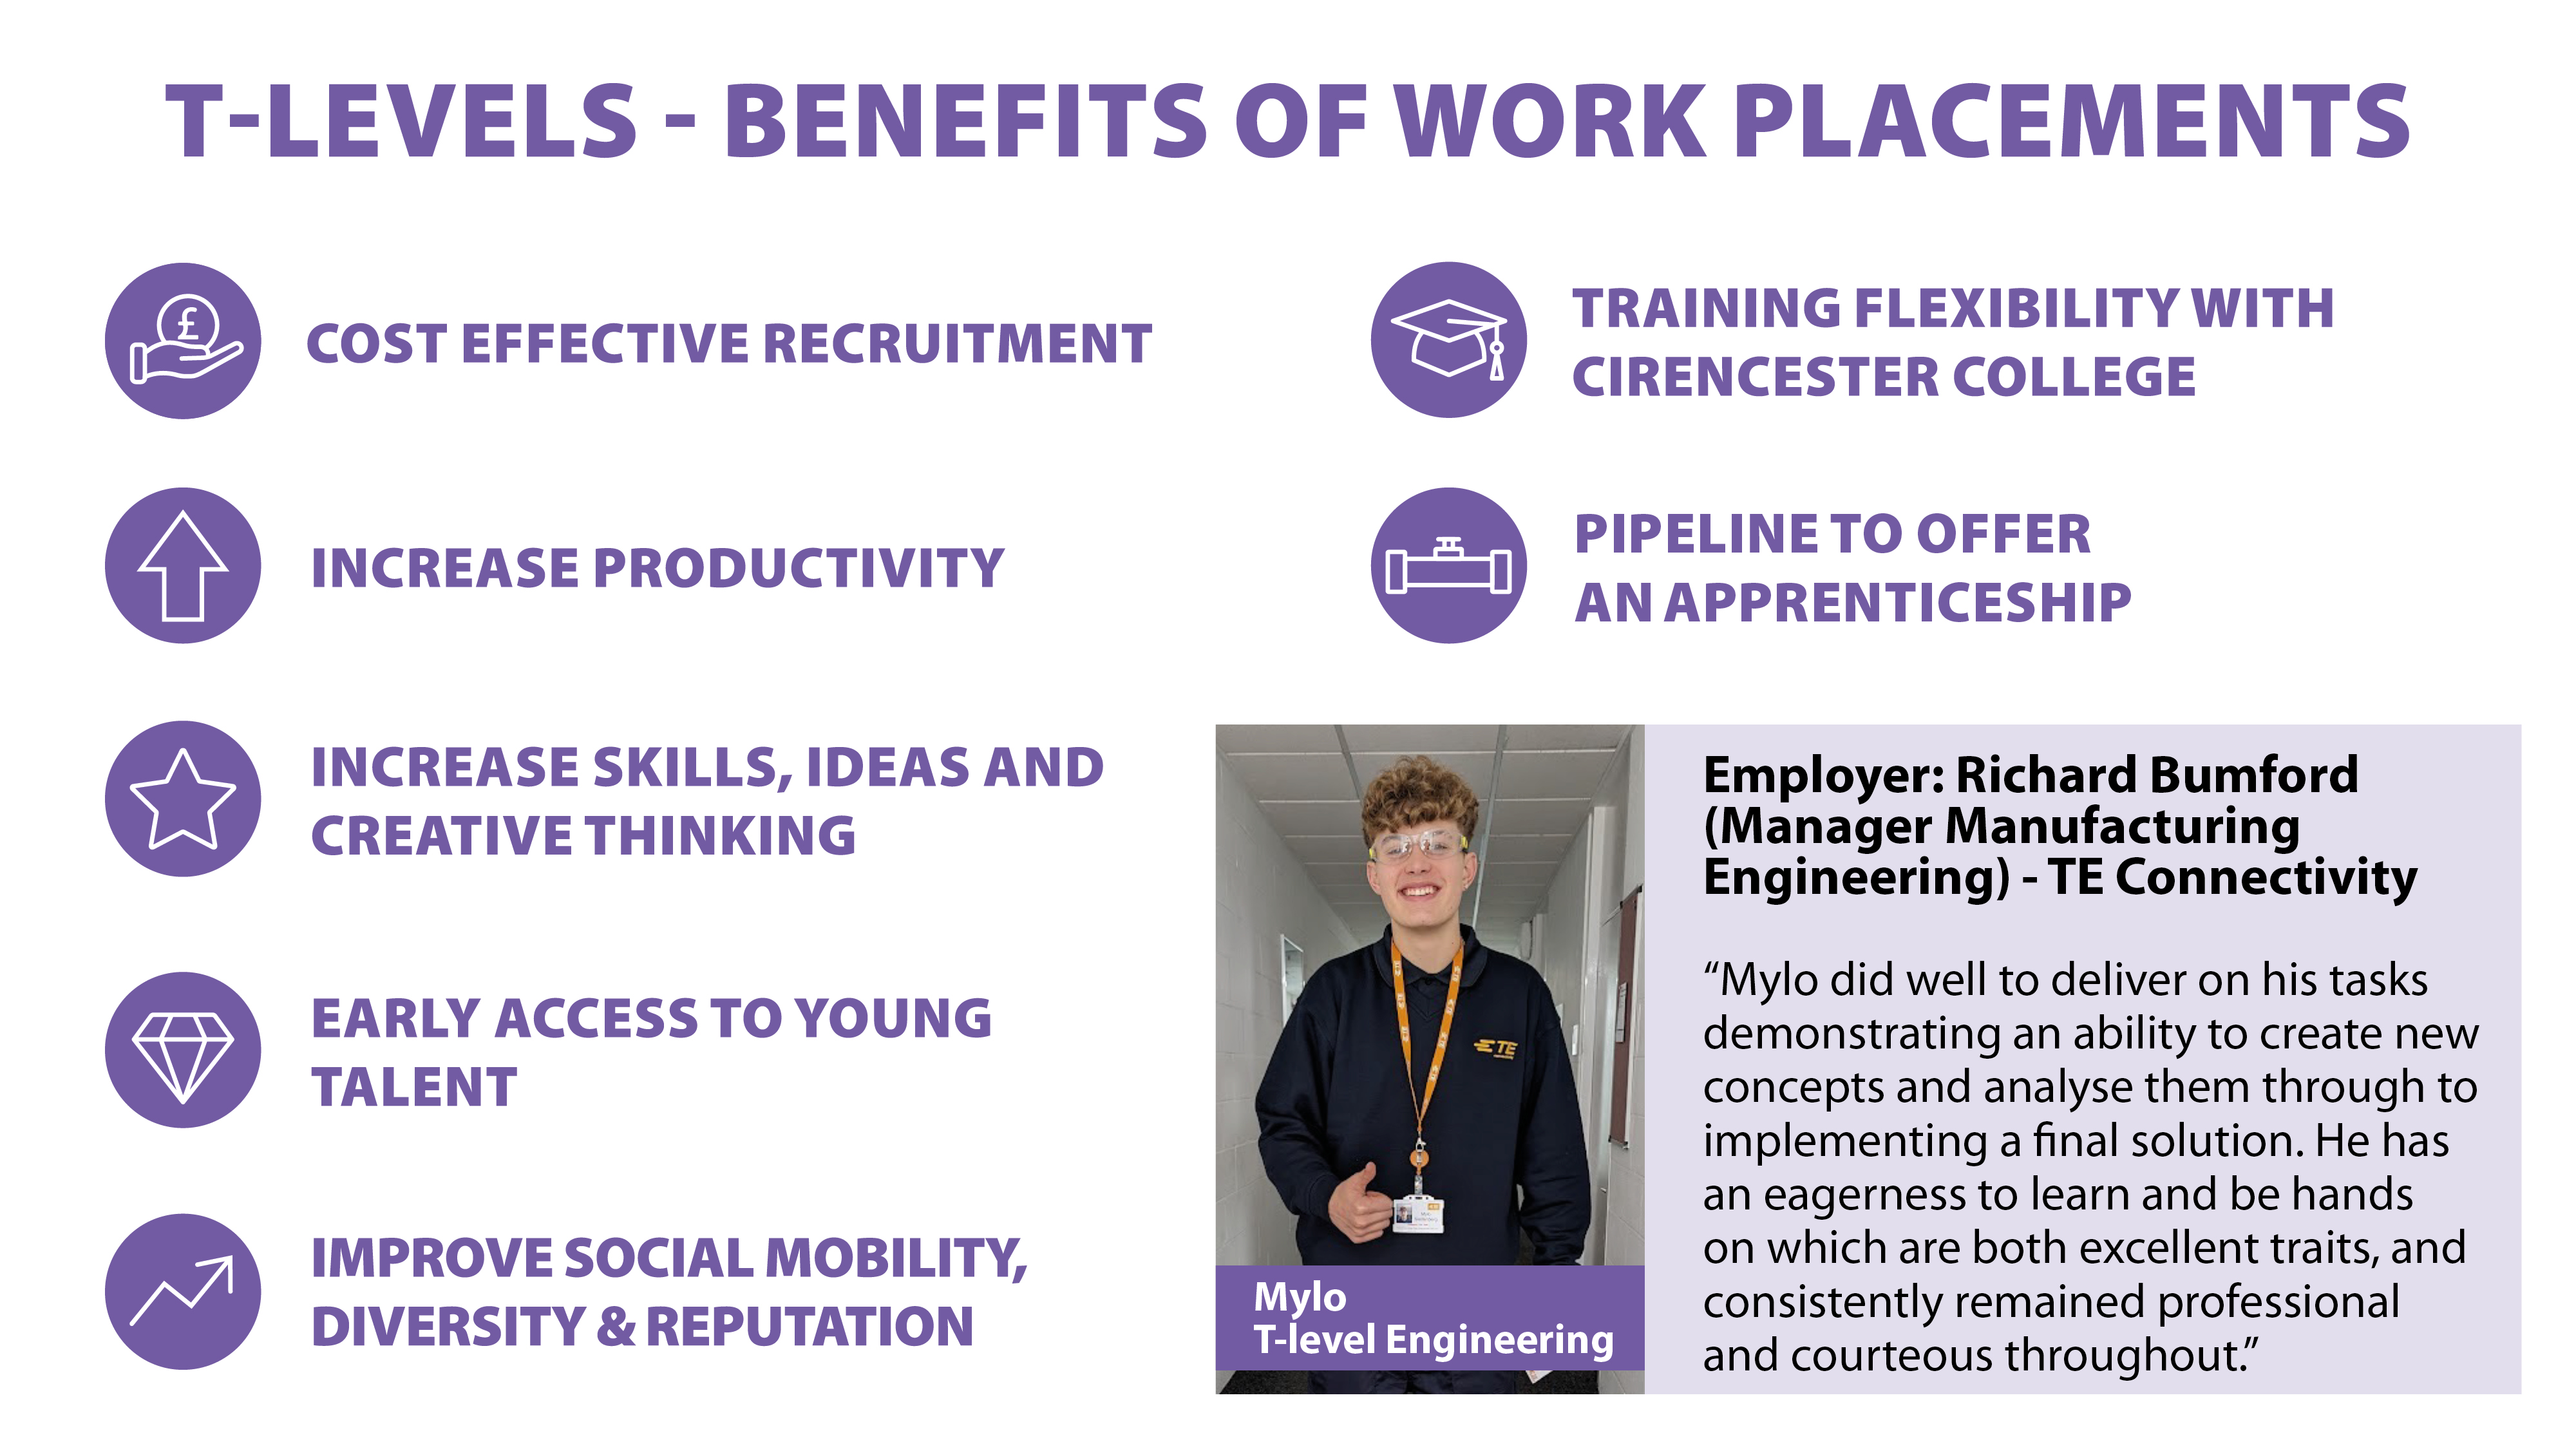 T-LEVELS - BENEFITS OF WORK PLACEMENTS
£
COST EFFECTIVE RECRUITMENT
INCREASE PRODUCTIVITY
INCREASE SKILLS, IDEAS AND
CREATIVE THINKING
EARLY ACCESS TO YOUNG
TALENT
IMPROVE SOCIAL MOBILITY,
DIVERSITY & REPUTATION
TRAINING FLEXIBILITY WITH
CIRENCESTER COLLEGE
PIPELINE TO OFFER
AN APPRENTICESHIP
TE
Mylo
T-level Engineering
Employer: Richard Bumford
(Manager Manufacturing
Engineering) - TE Connectivity
“Mylo did well to deliver on his tasks
demonstrating an ability to create new
concepts and analyse them through to
implementing a final solution. He has
an eagerness to learn and be hands
on which are both excellent traits, and
consistently remained professional
and courteous throughout.”